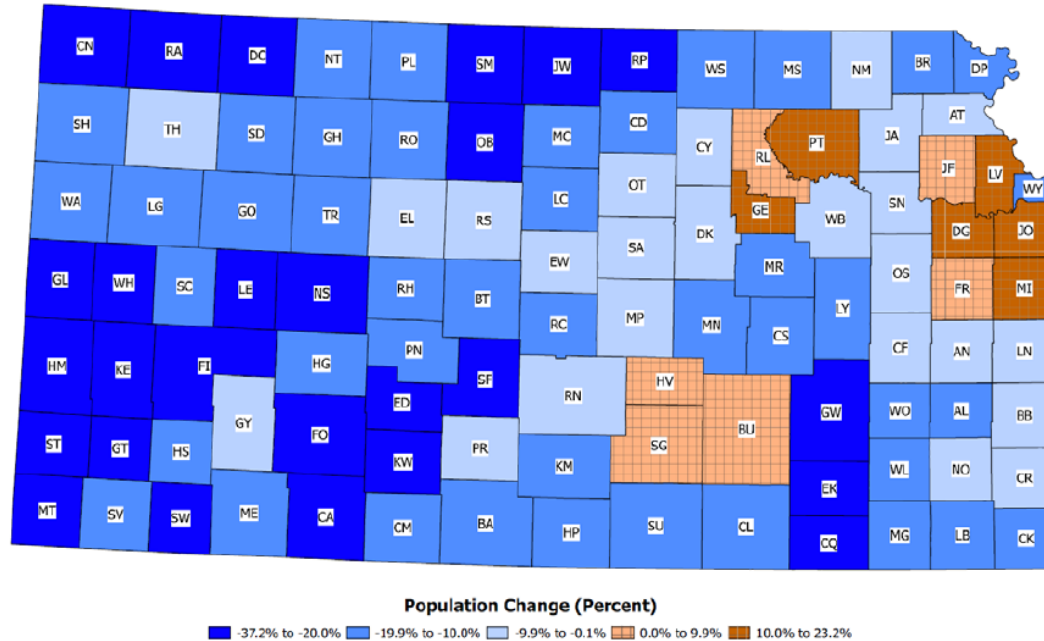 CN RA DC NT PL SM JW RP WS MS NM BR DP
SH TH SD GH RO OB MC CD CY RL PT JA AT JF LV WY
WA LG GO TR EL RS LC OT DK GE WB SN DG JO
GL WH SC LE NS RH BT EW SA MR OS FR MI
HM KE FI HG PN RC MP MN CS LY CF AN LN
ST GT HS GY FO ED SF RN HV BU GW WO AL BB
KW PR KM SG EK WL NO CR
MT SV SW ME CA CM BA HP SU CL CQ MG LB CK
Population Change (Percent)
-37.2% to -20.0% -19.9% to -10.0% -9.9% to -0.1% 0.0% to 9.9% 10.0% to 23.2%